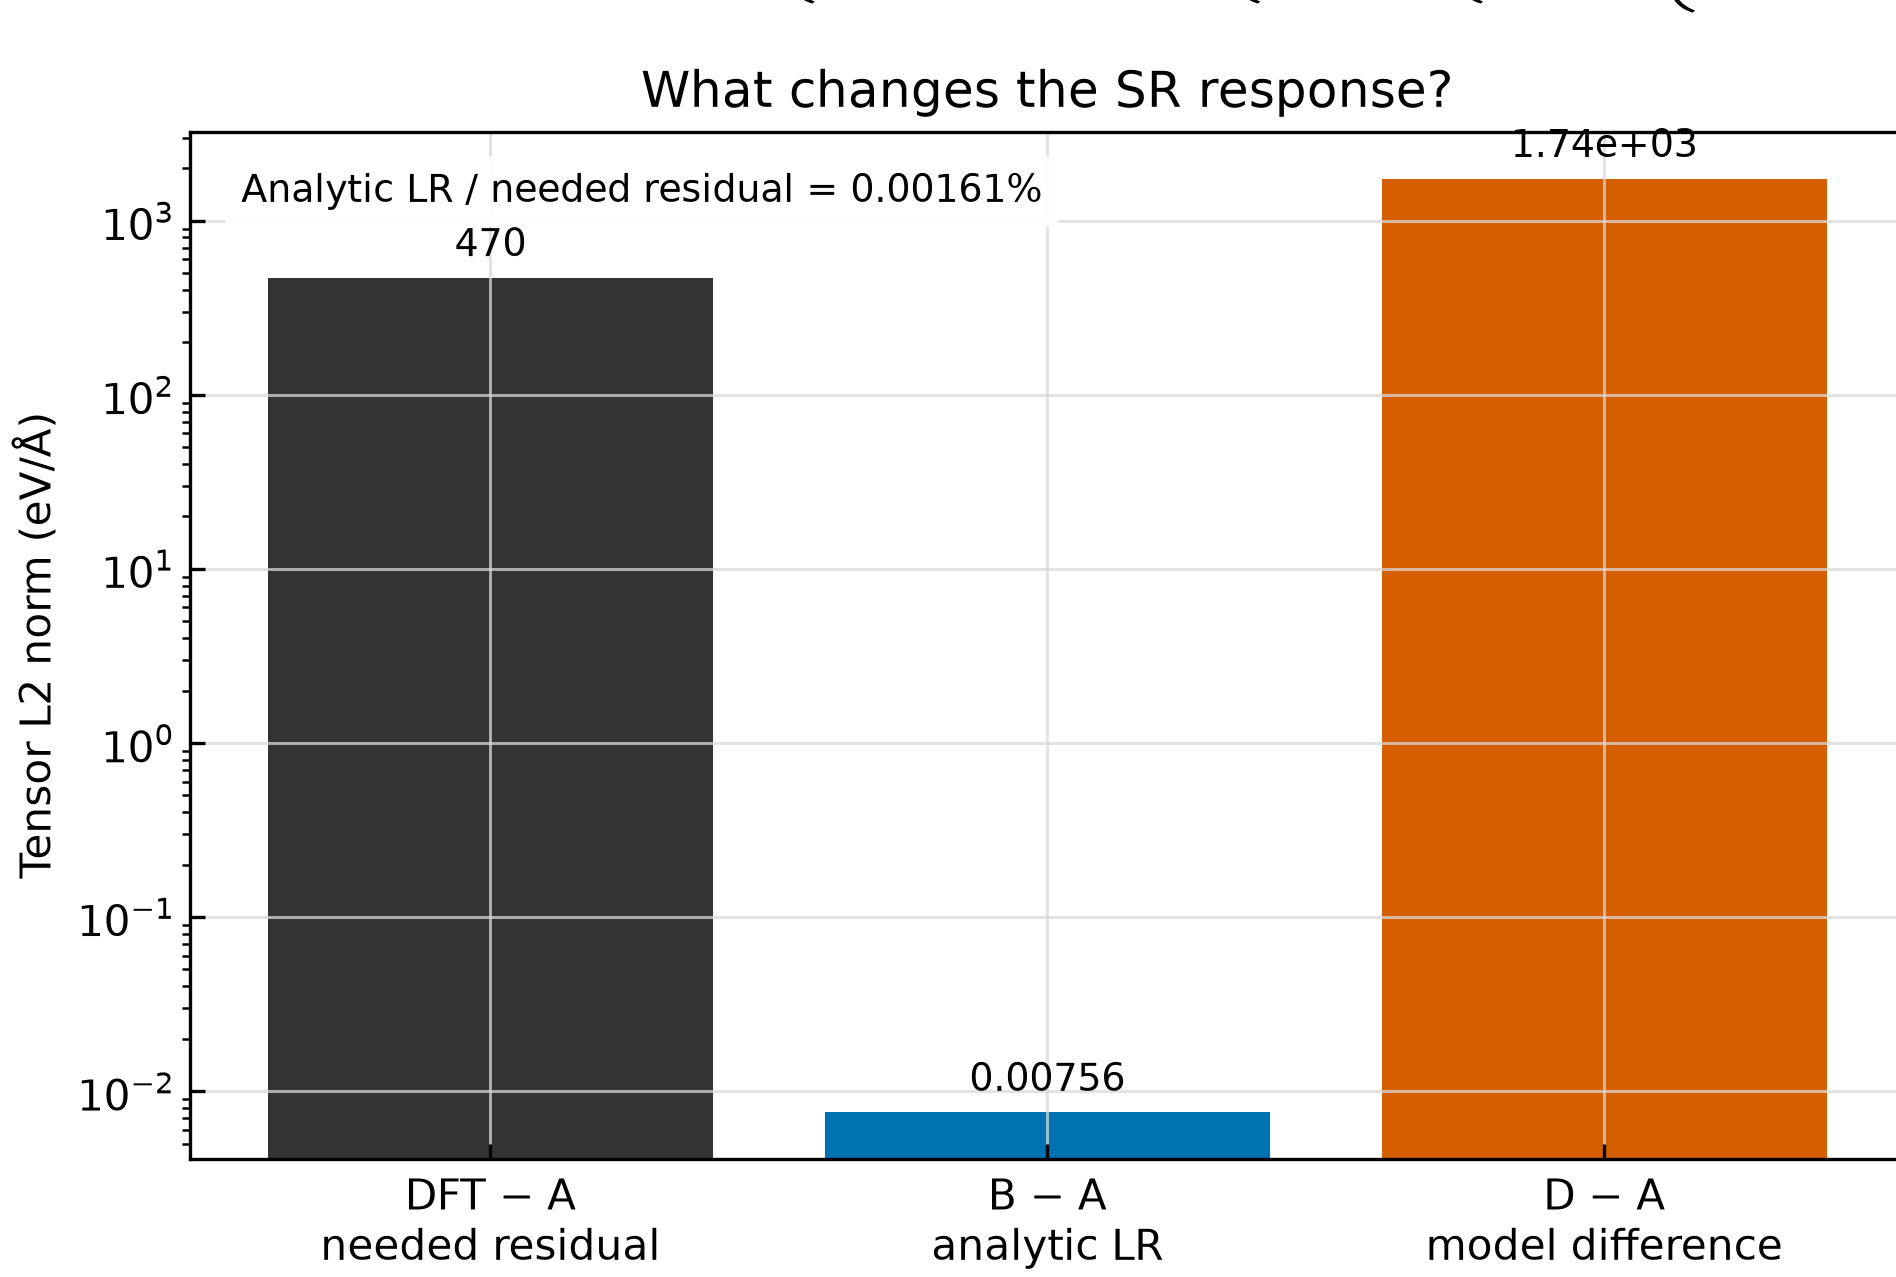 What changes the SR response?
Analytic LR / needed residual = 0.00161%
1.74e+03
470
0.00756
Tensor L2 norm (eV/Å)
10³
10²
10¹
10⁰
10⁻¹
10⁻²
DFT − A
needed residual
B − A
analytic LR
D − A
model difference